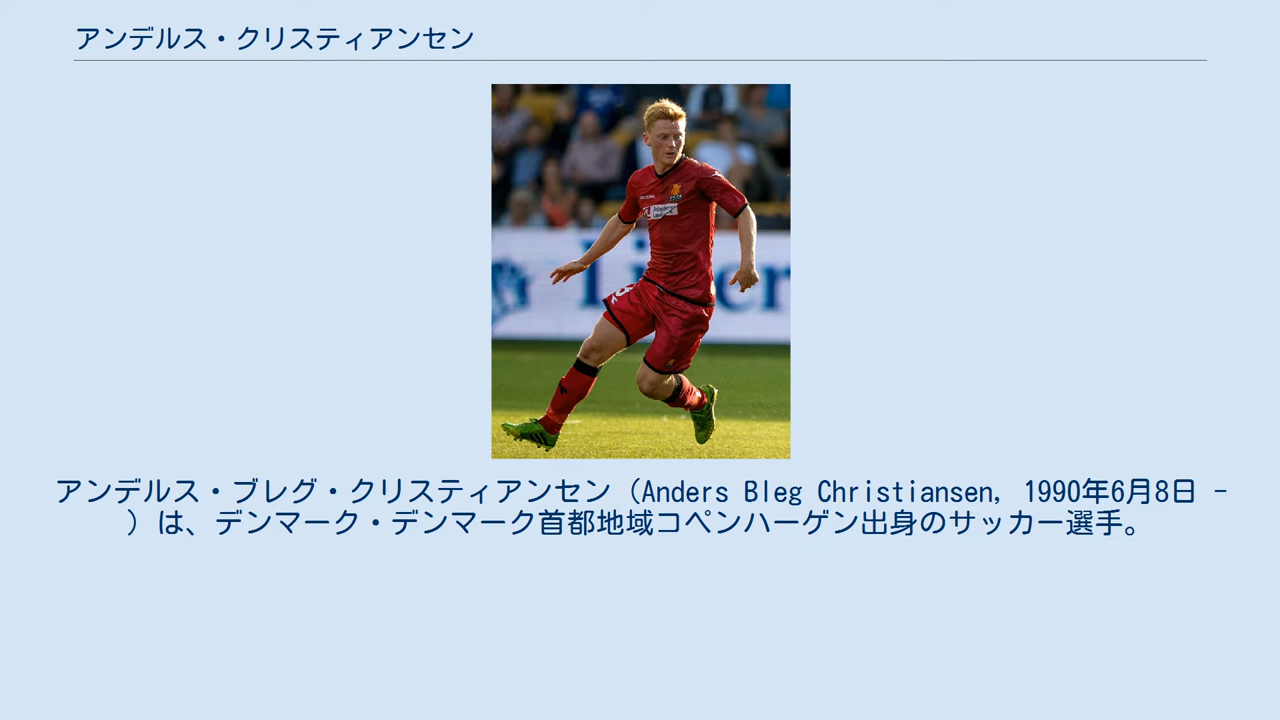 アンデルス・クリスティアンセン
アンデルス・ブレグ・クリスティアンセン（Anders Bleg Christiansen, 1990年6月8日 -
）は、デンマーク・デンマーク首都地域コペンハーゲン出身のサッカー選手。